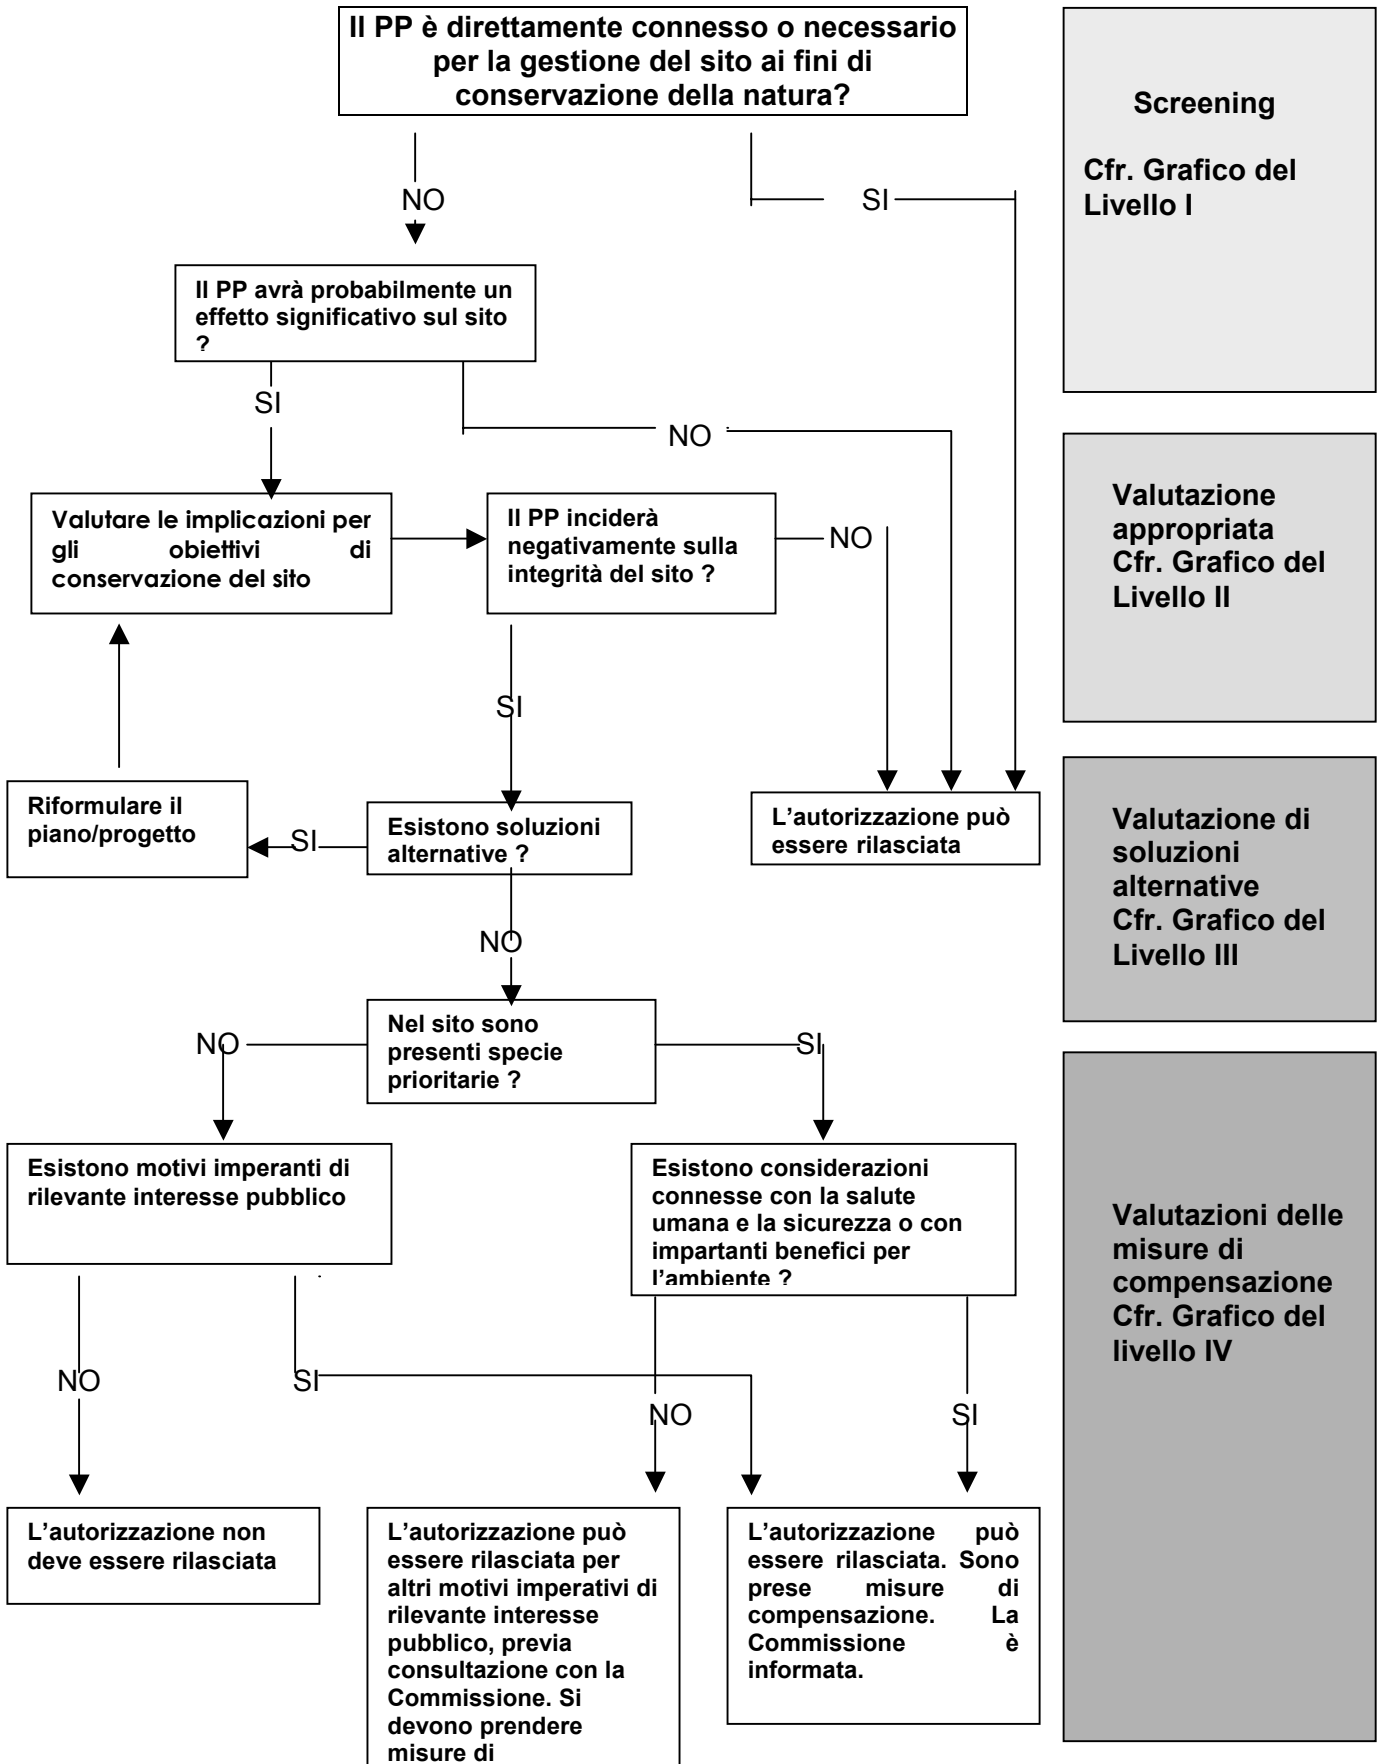 Il PP è direttamente connesso o necessario
per la gestione del sito ai fini di
conservazione della natura?
Screening
Cfr. Grafico del
Livello I
NO
SI
Il PP avrà probabilmente un
effetto significativo sul sito
?
SI
NO
Valutazione
appropriata
Cfr. Grafico del
Livello II
Valutare le implicazioni per
gli obiettivi di
conservazione del sito
Il PP inciderà
negativamente sulla
integrità del sito ?
NO
SI
Riformulare il
piano/progetto
SI
Esistono soluzioni
alternative ?
L'autorizzazione può
essere rilasciata
Valutazione di
soluzioni
alternative
Cfr. Grafico del
Livello III
NO
Nel sito sono
presenti specie
prioritarie ?
NO
SI
Esistono motivi imperanti di
rilevante interesse pubblico
Esistono considerazioni
connesse con la salute
umana e la sicurezza o con
impartanti benefici per
l'ambiente ?
Valutazioni delle
misure di
compensazione
Cfr. Grafico del
livello IV
NO
SI
NO
SI
L'autorizzazione non
deve essere rilasciata
L'autorizzazione può
essere rilasciata per
altri motivi imperativi di
rilevante interesse
pubblico, previa
consultazione con la
Commissione. Si
devono prendere
misure di
L'autorizzazione può
essere rilasciata. Sono
prese misure di
compensazione. La
Commissione è
informata.